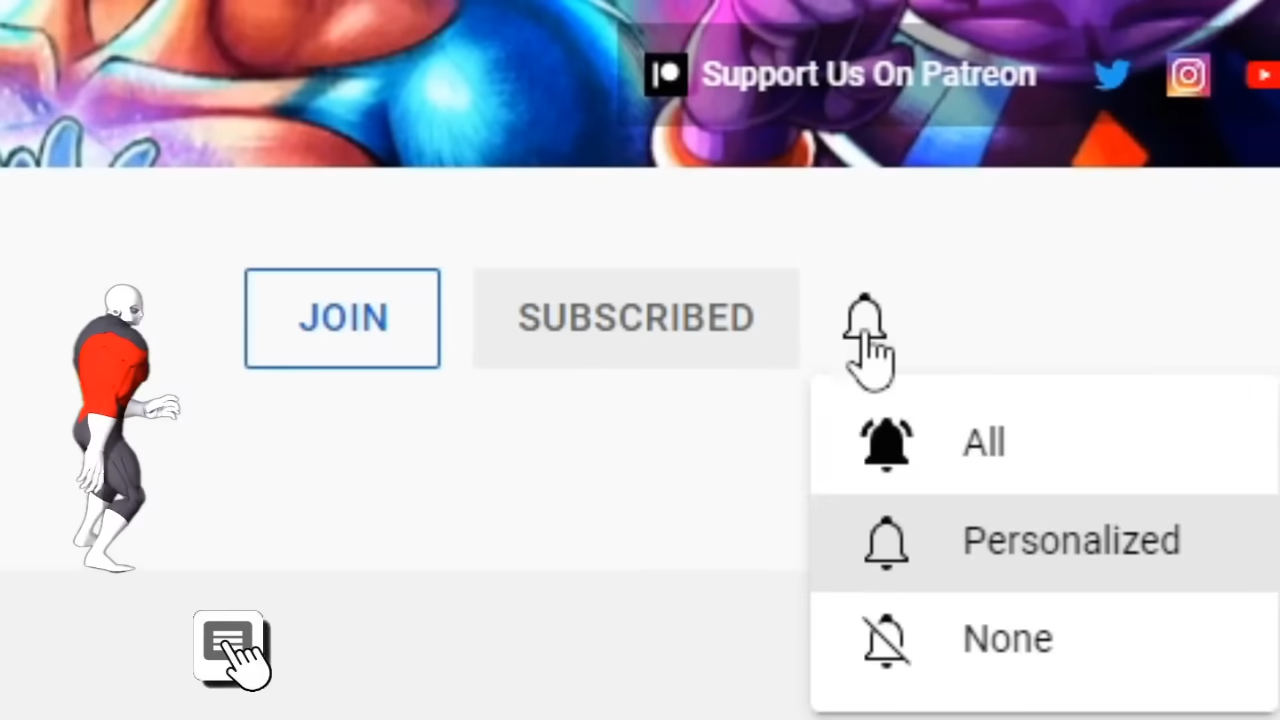 Support Us On Patreon
JOIN
SUBSCRIBED
All
Personalized
None